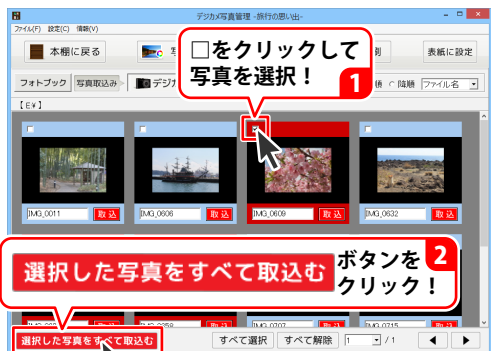 デジカメ写真管理 -旅行の思い出-
ファイル(F) 設定(C) 情報(V)
本棚に戻る
表紙に設定
□をクリックして
写真を選択！
1
フォトブック 写真取込み
降順 ファイル名
【E¥】
IMG_0011 取込
IMG_0606 取込
IMG_0609 取込
IMG_0632 取込
選択した写真をすべて取込む
ボタンを
クリック！
2
IMG_0707 取込
IMG_0715 取込
選択した写真をすべて取込む
すべて選択 すべて解除 1 / 1